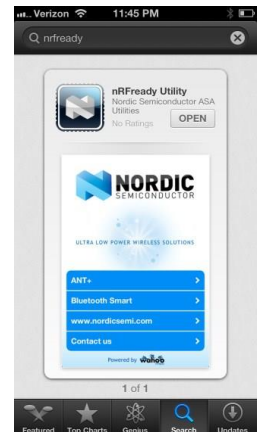 Verizon 11:45 PM
nrfready
nRFready Utility
Nordic Semiconductor ASA
Utilities
No Ratings
OPEN
NORDIC
SEMICONDUCTOR
ULTRA LOW POWER WIRELESS SOLUTIONS
ANT+
Bluetooth Smart
www.nordicsemi.com
Contact us
Powered by wahoo
1 of 1
Featured Top Charts Genius Search Updates